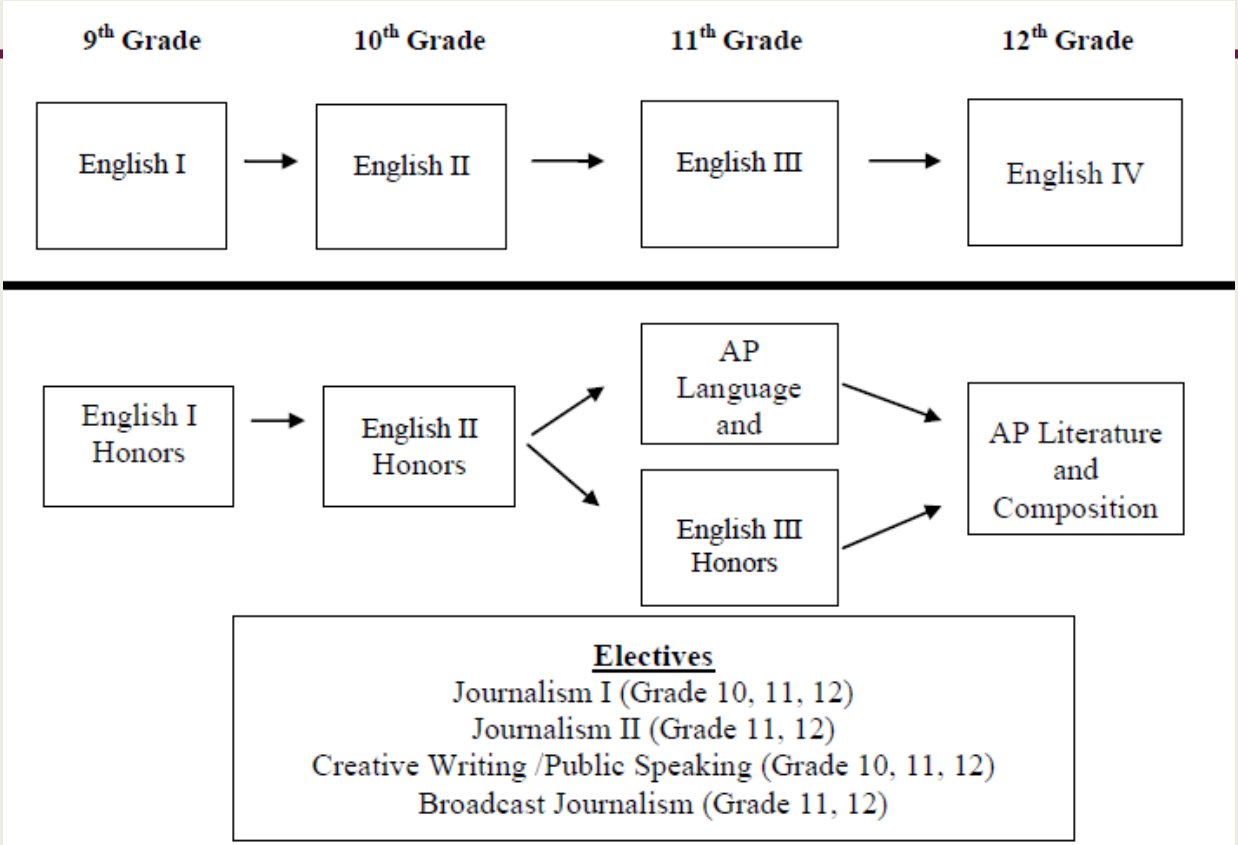 9th Grade 10th Grade 11th Grade 12th Grade
English I
English II
English III
English IV
English I
Honors
English II
Honors
AP
Language
and
English III
Honors
AP Literature
and
Composition
Electives
Journalism I (Grade 10, 11, 12)
Journalism II (Grade 11, 12)
Creative Writing /Public Speaking (Grade 10, 11, 12)
Broadcast Journalism (Grade 11, 12)